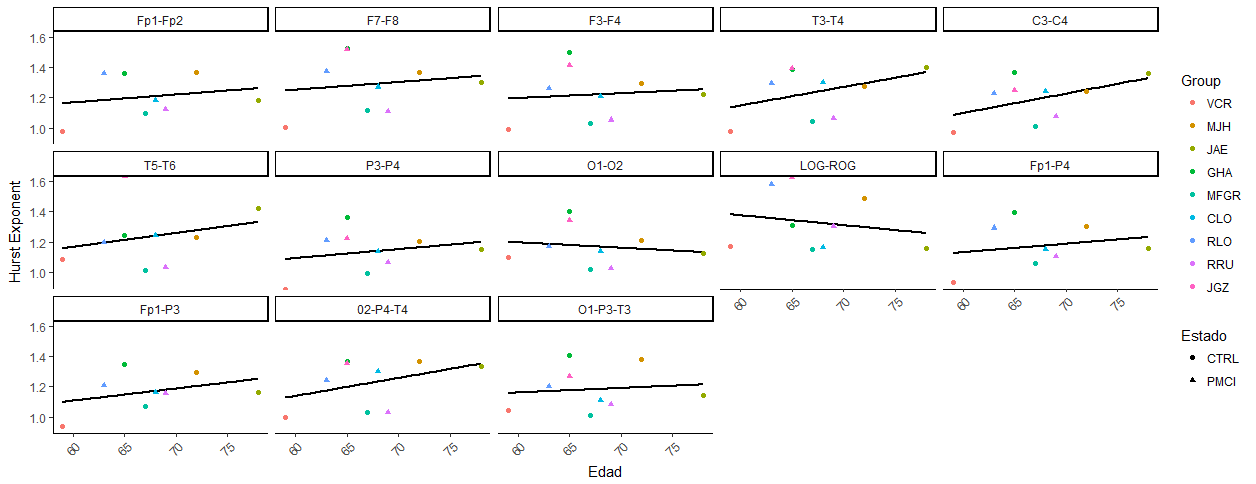 Fp1-Fp2 F7-F8 F3-F4 T3-T4 C3-C4
1.6
1.4
1.2
1.0
T5-T6 P3-P4 O1-O2 LOG-ROG Fp1-P4
1.6
1.4
1.2
1.0
60 65 70 75 60 65 70 75
Fp1-P3 02-P4-T4 O1-P3-T3
1.6
1.4
1.2
1.0
60 65 70 75 60 65 70 75 60 65 70 75
Edad
Hurst Exponent
Group
VCR
MJH
JAE
GHA
MFGR
CLO
RLO
RRU
JGZ
Estado
CTRL
PMCI